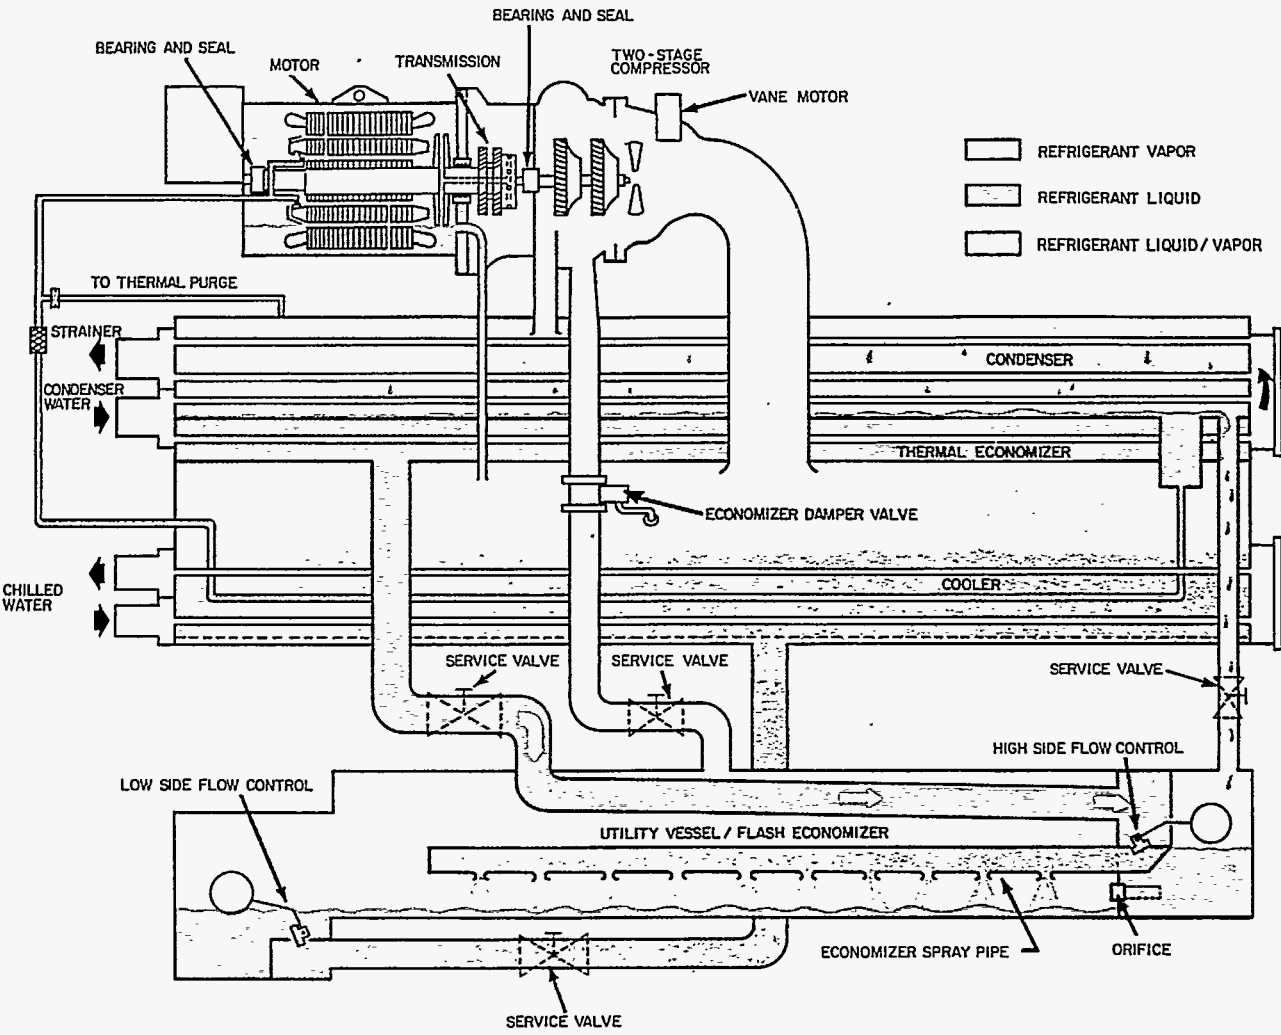 BEARING AND SEAL
BEARING AND SEAL
MOTOR
TRANSMISSION
TWO-STAGE
COMPRESSOR
VANE MOTOR
REFRIGERANT VAPOR
REFRIGERANT LIQUID
REFRIGERANT LIQUID/VAPOR
TO THERMAL PURGE
STRAINER
CONDENSER
WATER
CONDENSER
THERMAL ECONOMIZER
ECONOMIZER DAMPER VALVE
CHILLED
WATER
COOLER
SERVICE VALVE
SERVICE VALVE
SERVICE VALVE
HIGH SIDE FLOW CONTROL
LOW SIDE FLOW CONTROL
UTILITY VESSEL/FLASH ECONOMIZER
ECONOMIZER SPRAY PIPE
ORIFICE
SERVICE VALVE